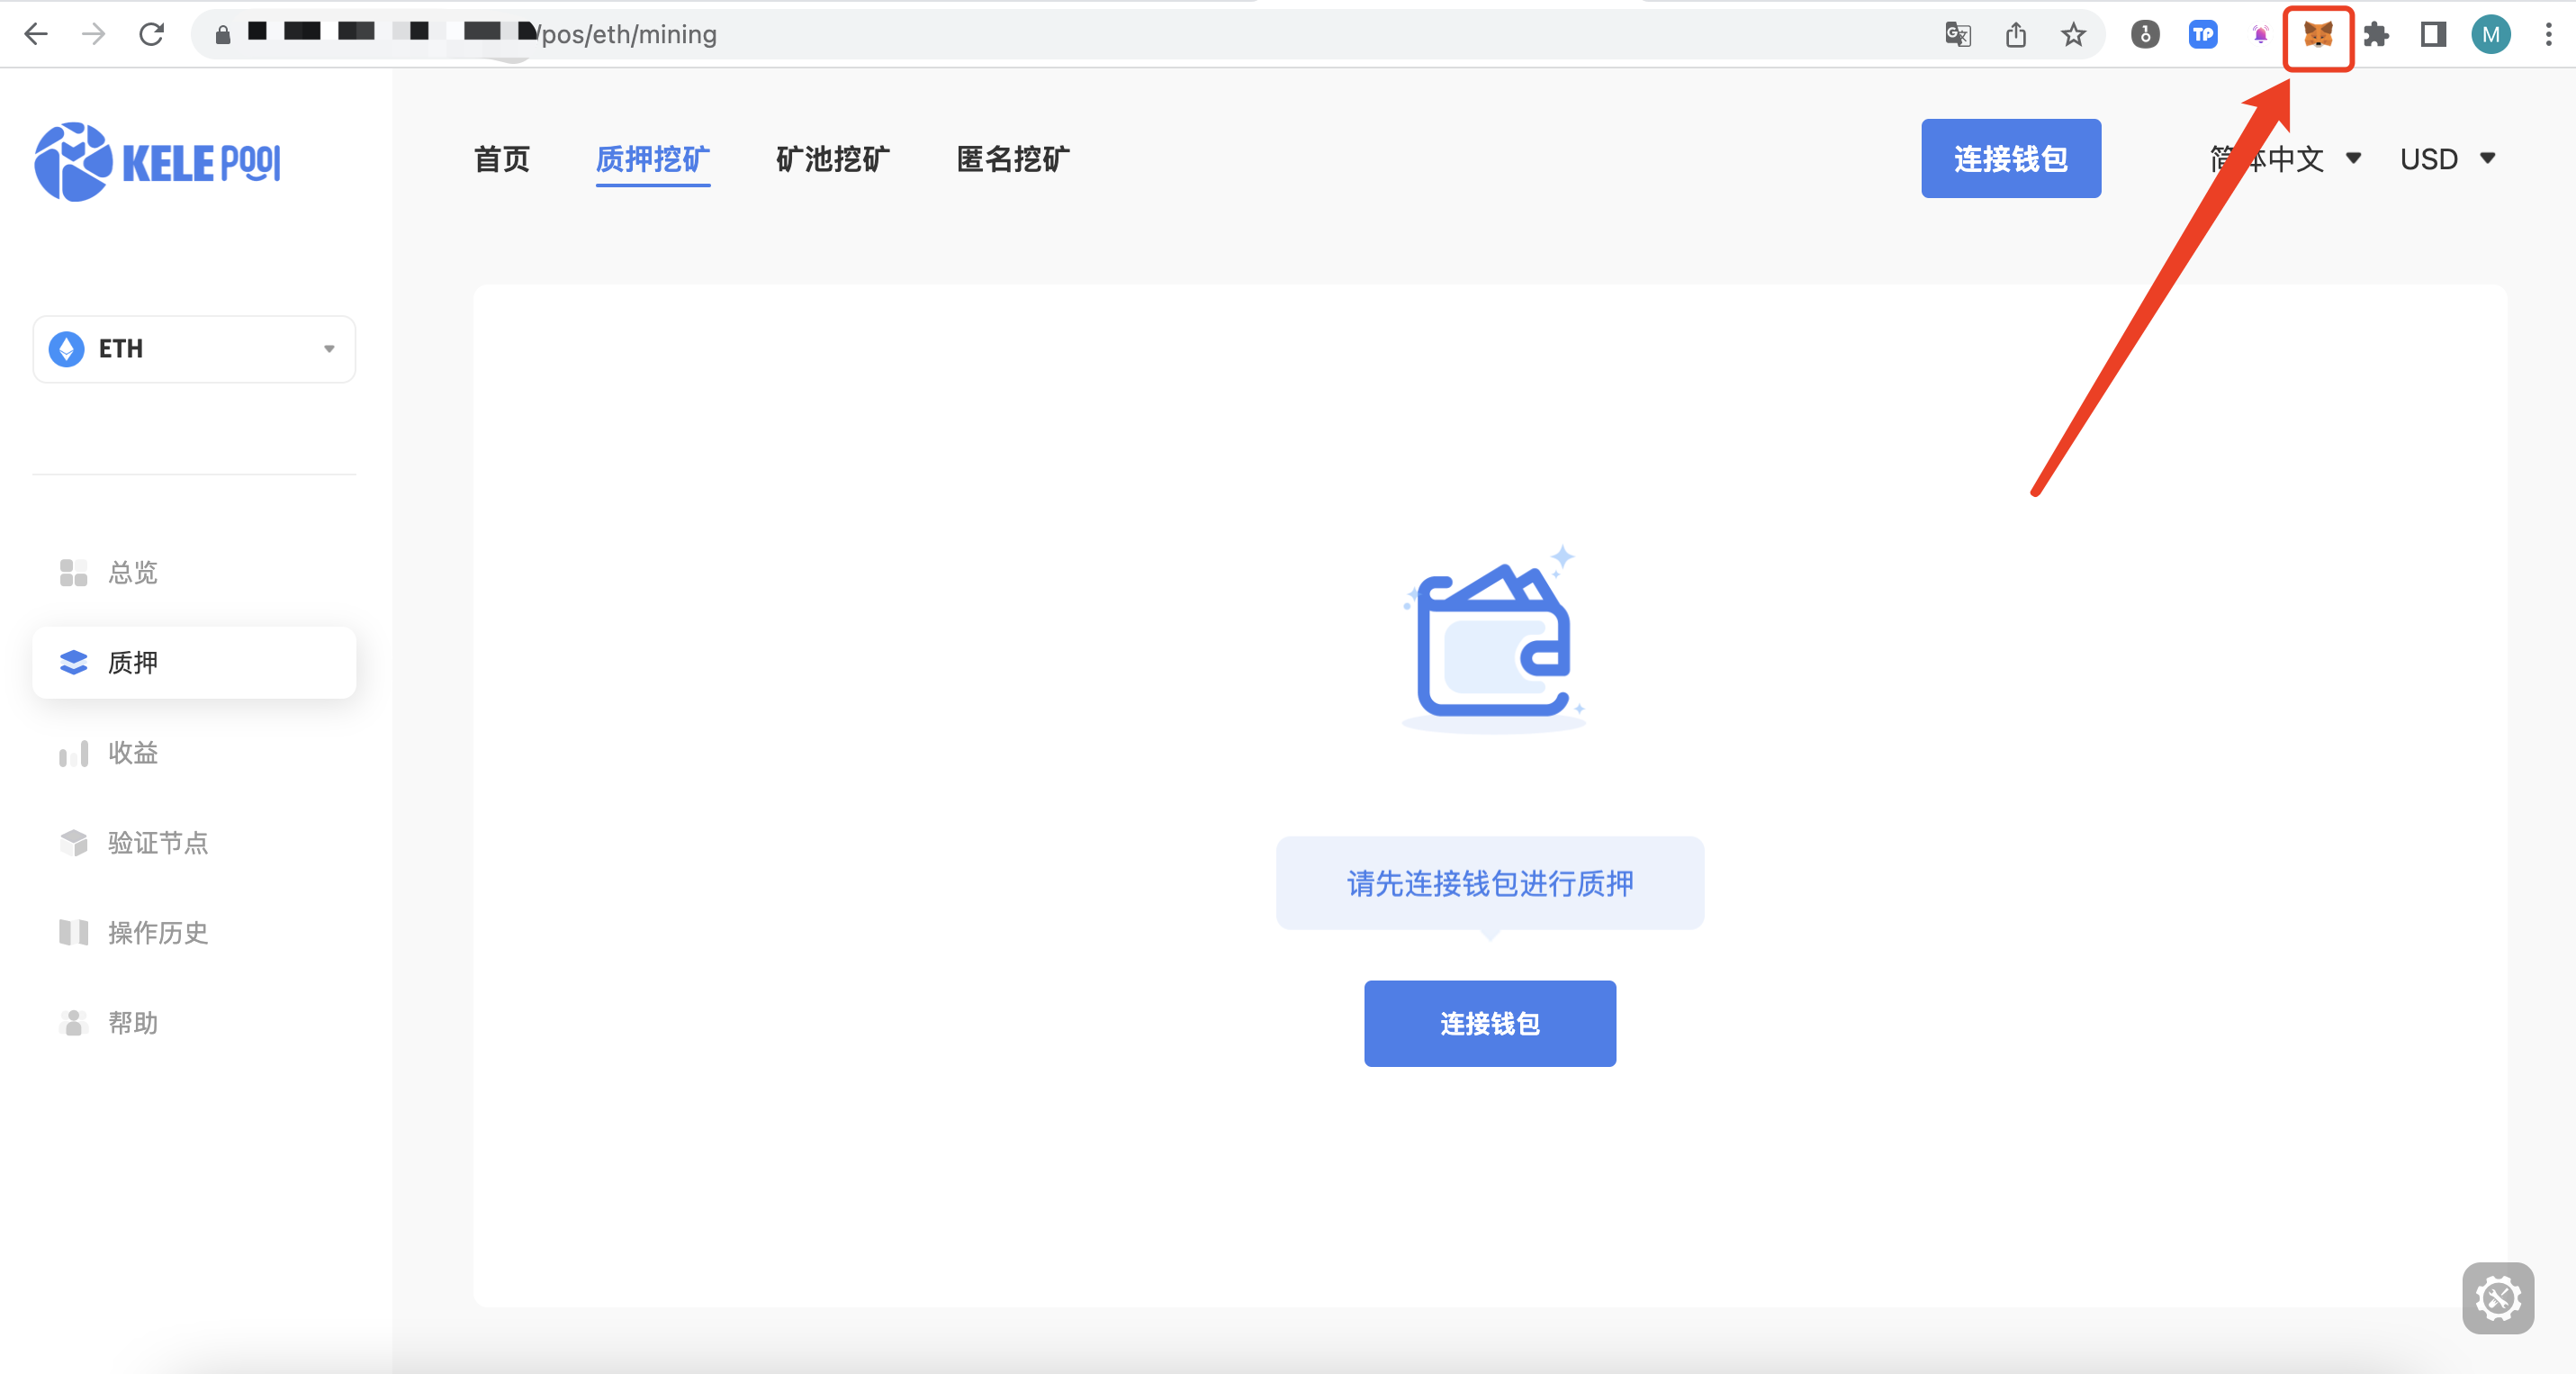 /pos/eth/mining
TP
M
KELE POOL
首页
质押挖矿
矿池挖矿
匿名挖矿
连接钱包
简体中文
USD
ETH
总览
质押
收益
验证节点
操作历史
帮助
请先连接钱包进行质押
连接钱包